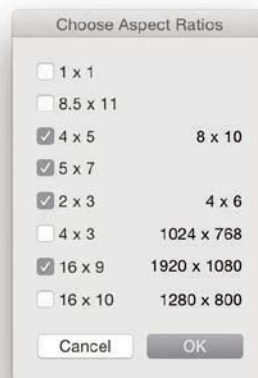 Choose Aspect Ratios
1 x 1
8.5 x 11
4 x 5 8 x 10
5 x 7
2 x 3 4 x 6
4 x 3 1024 x 768
16 x 9 1920 x 1080
16 x 10 1280 x 800
Cancel OK